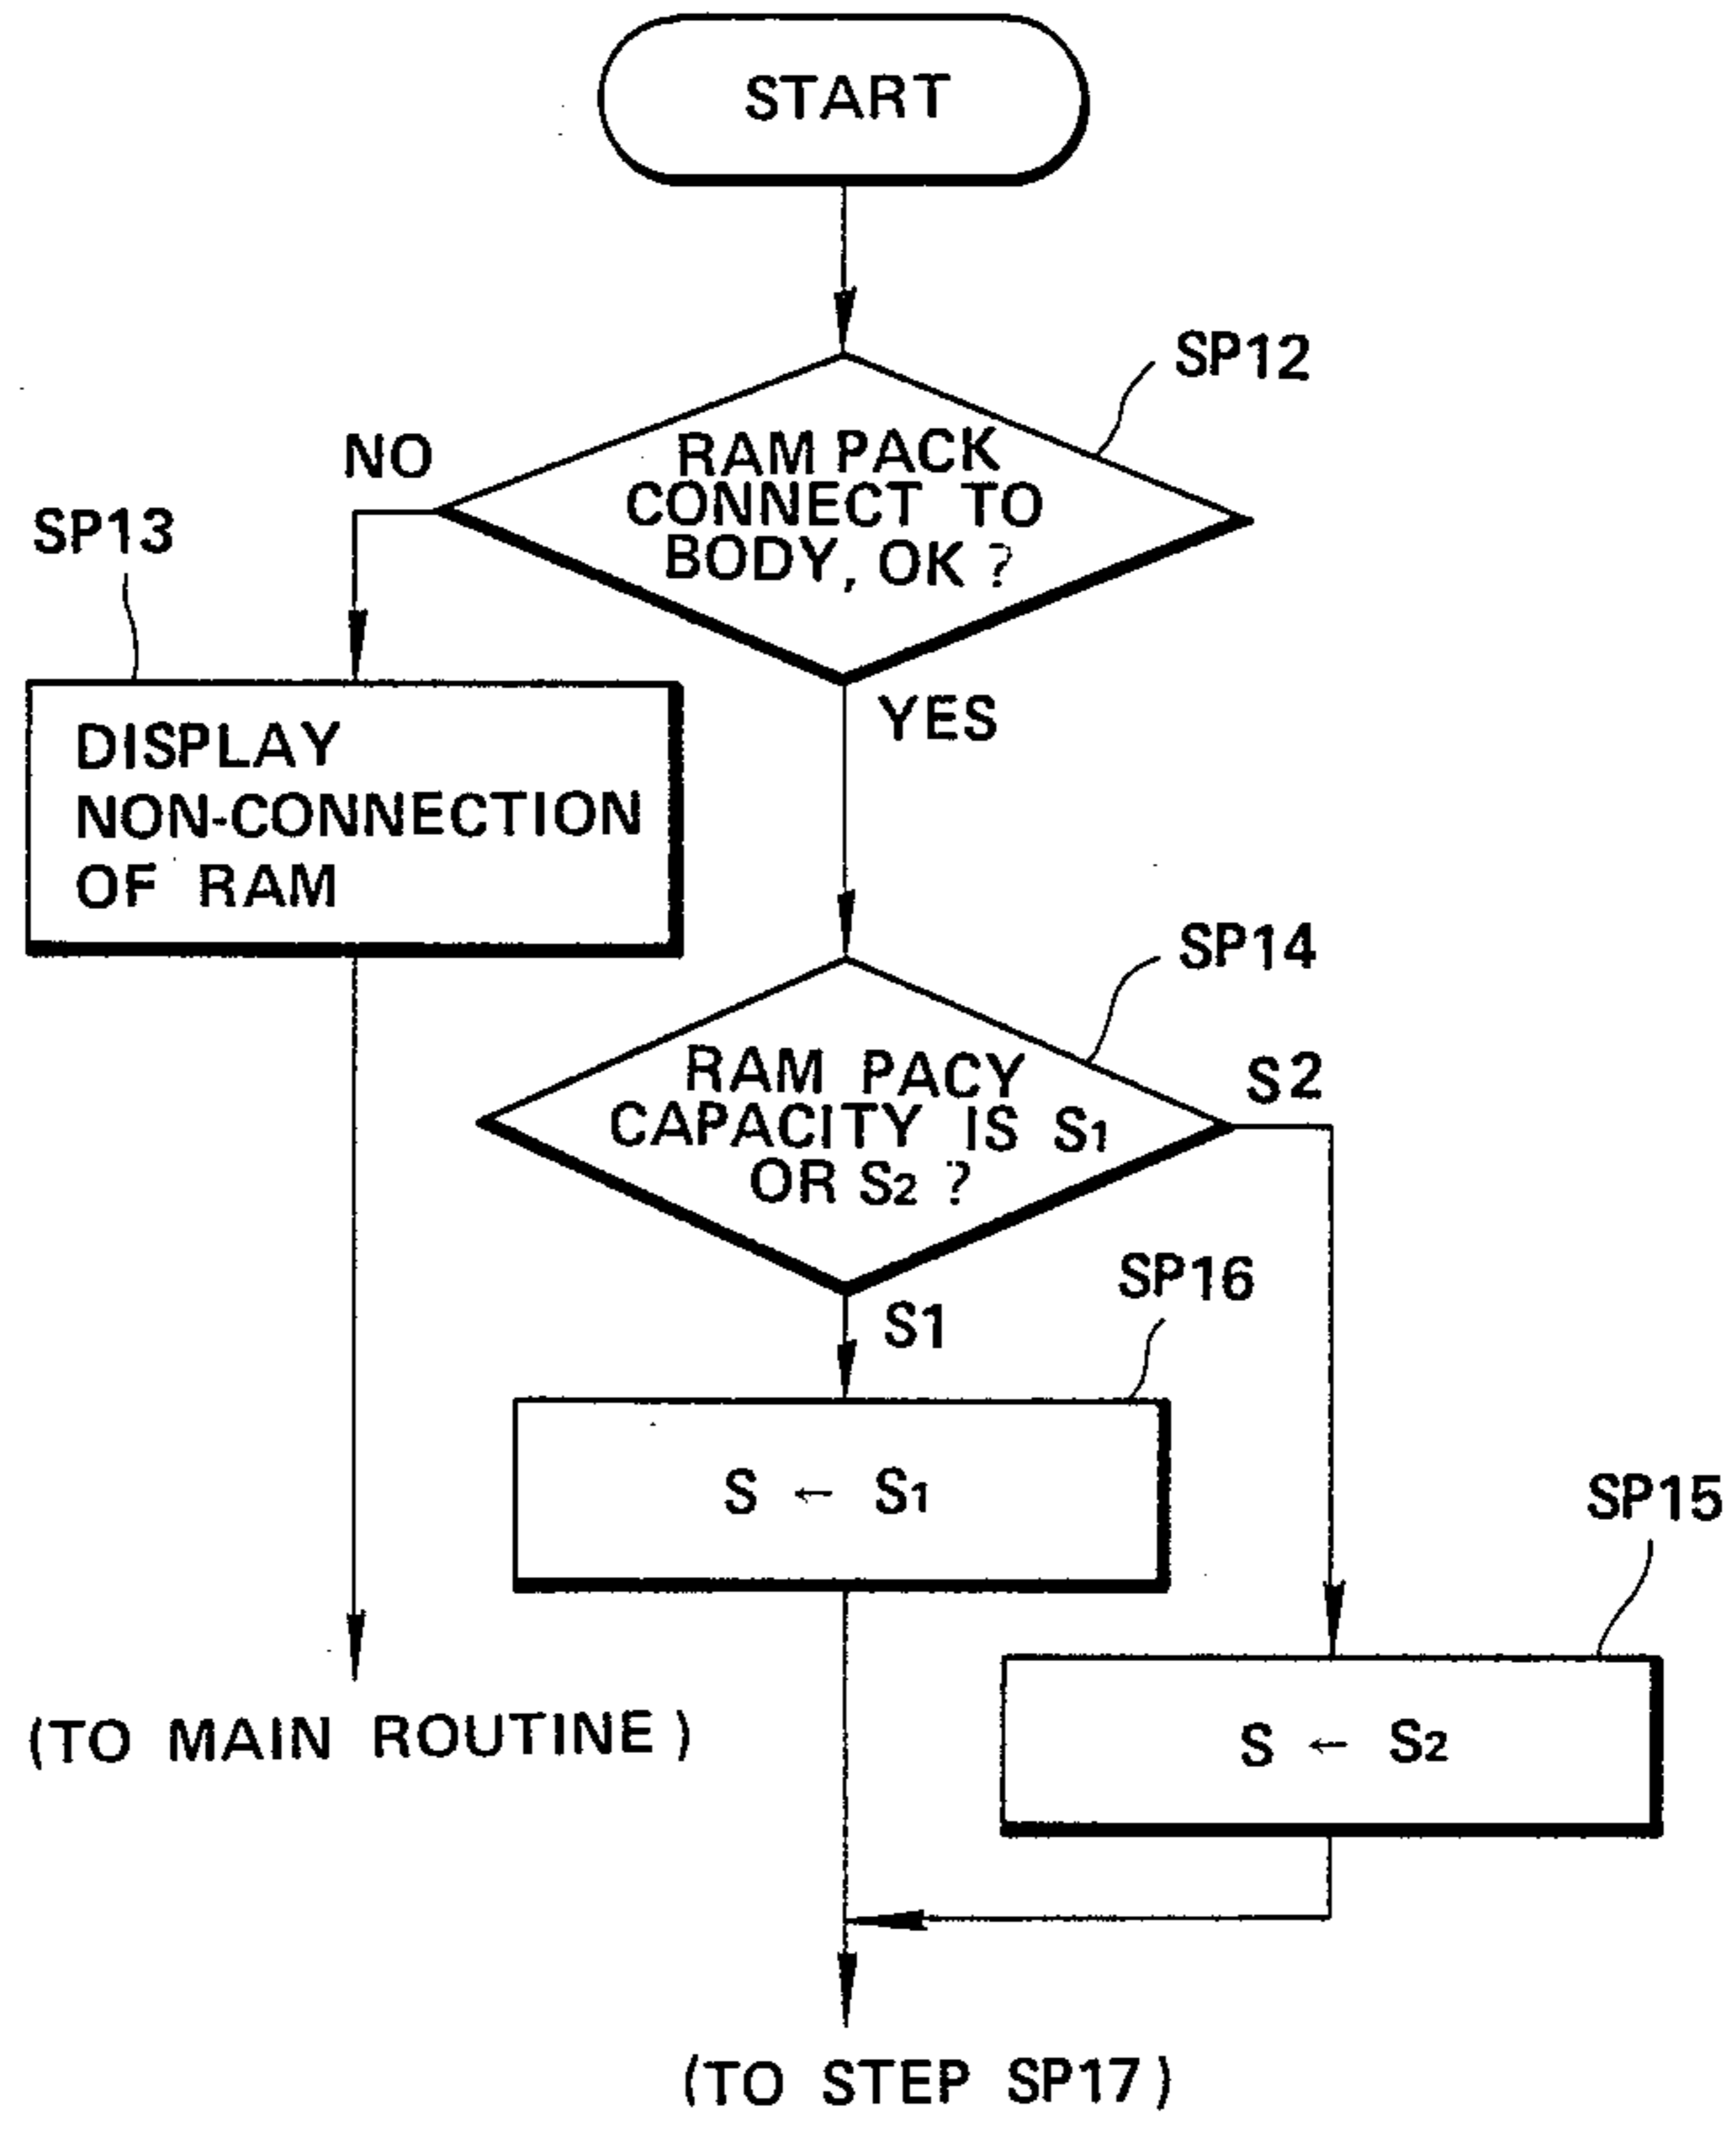 START
SP12
RAM PACK
CONNECT TO
BODY, OK ?
NO
SP13
YES
DISPLAY
NON-CONNECTION
OF RAM
SP14
RAM PACY
CAPACITY IS S1
OR S2 ?
S2
S1
SP16
S ← S1
SP15
S ← S2
(TO MAIN ROUTINE)
(TO STEP SP17)